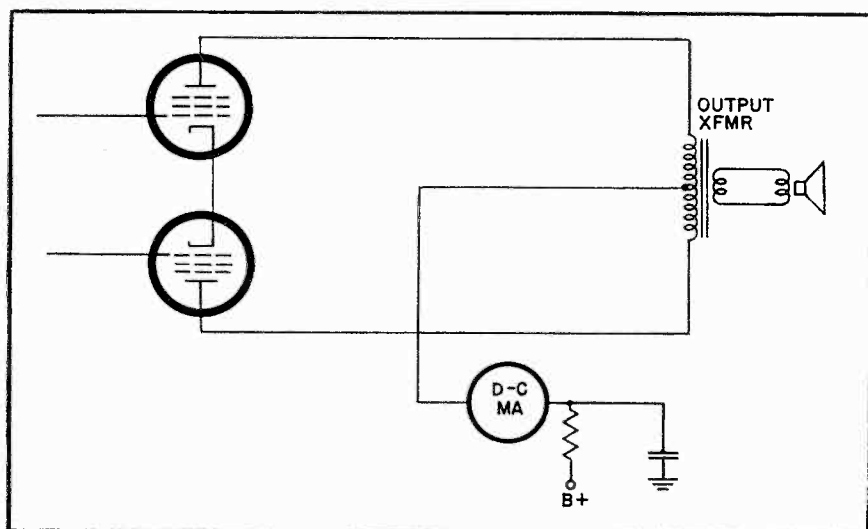 OUTPUT
XFMR
D-C
MA
B+